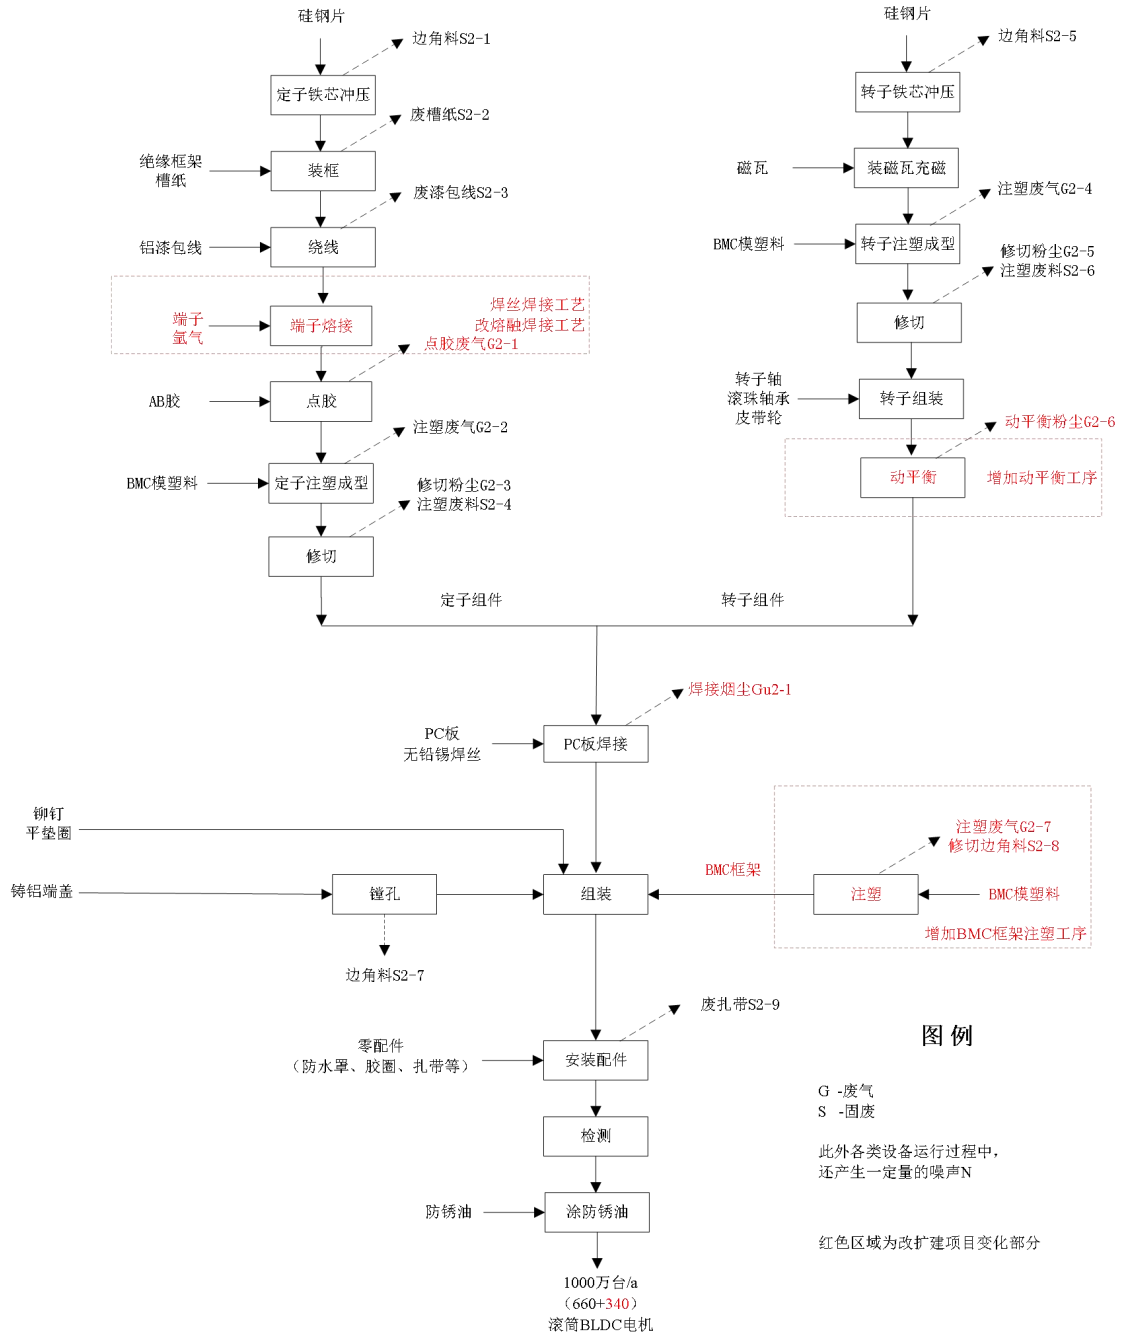 硅钢片
边角料S2-1
定子铁芯冲压
废槽纸S2-2
绝缘框架
槽纸
装框
废漆包线S2-3
铝漆包线
绕线
焊丝焊接工艺
改熔融焊接工艺
端子
氩气
端子熔接
点胶废气G2-1
AB胶
点胶
注塑废气G2-2
BMC模塑料
定子注塑成型
修切粉尘G2-3
注塑废料S2-4
修切
定子组件
硅钢片
边角料S2-5
转子铁芯冲压
磁瓦
装磁瓦充磁
注塑废气G2-4
BMC模塑料
转子注塑成型
修切粉尘G2-5
注塑废料S2-6
修切
转子轴
滚珠轴承
皮带轮
转子组装
动平衡粉尘G2-6
动平衡
增加动平衡工序
转子组件
焊接烟尘Gu2-1
PC板
无铅锡焊丝
PC板焊接
铆钉
平垫圈
铸铝端盖
镗孔
边角料S2-7
组装
BMC框架
注塑废气G2-7
修切边角料S2-8
注塑
BMC模塑料
增加BMC框架注塑工序
废扎带S2-9
零配件
（防水罩、胶圈、扎带等）
安装配件
检测
防锈油
涂防锈油
1000万台/a
（660+340）
滚筒BLDC电机
图 例
G -废气
S -固废
此外各类设备运行过程中，
还产生一定量的噪声N
红色区域为改扩建项目变化部分